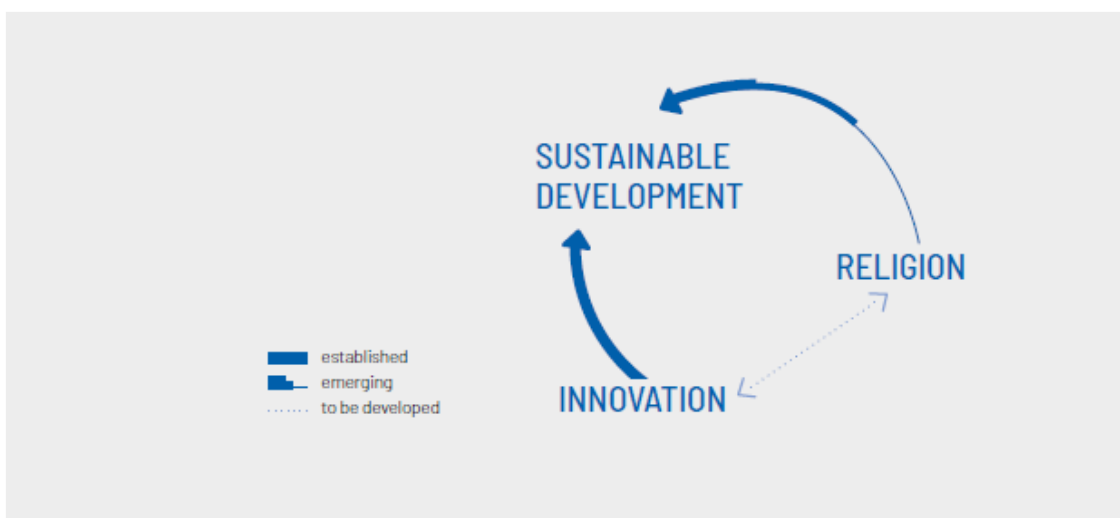 SUSTAINABLE
DEVELOPMENT
RELIGION
INNOVATION
established
emerging
to be developed